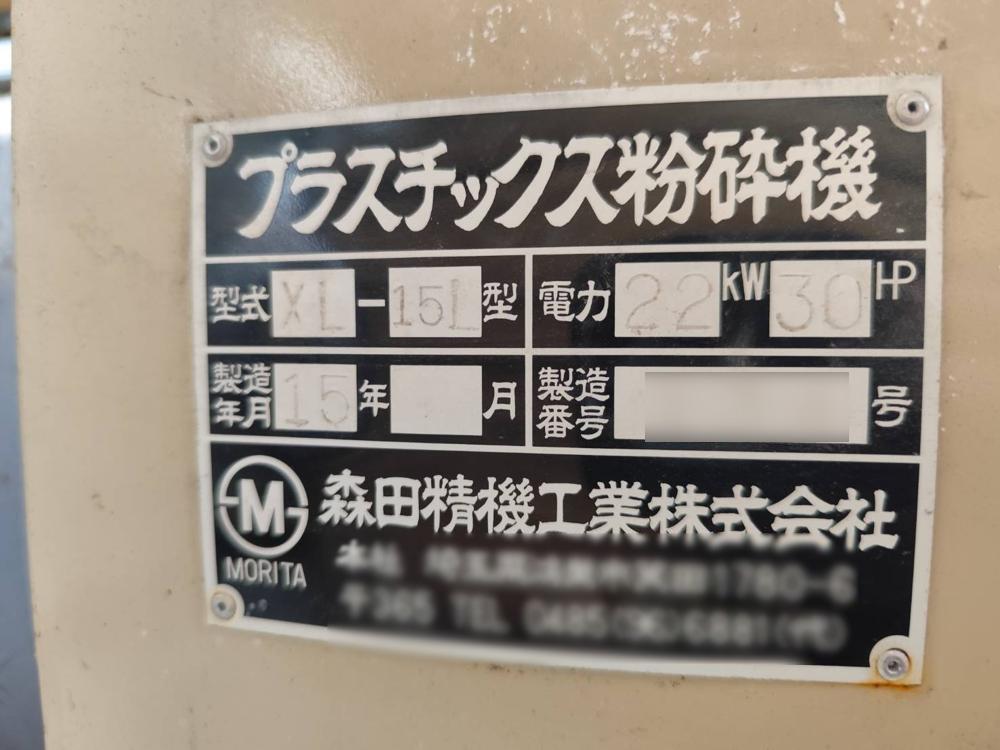 プラスチックス粉砕機
型式 XL-15L 型 電力 22 kW 30 HP
製造年月 15 年 月 製造番号 号
M 森田精機工業株式会社
MORITA